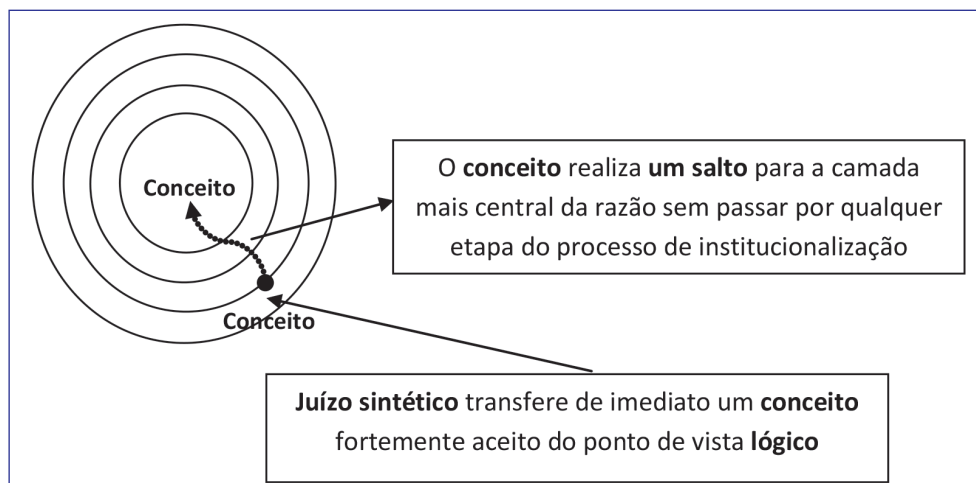 Conceito
O conceito realiza um salto para a camada
mais central da razão sem passar por qualquer
etapa do processo de institucionalização
Conceito
Juízo sintético transfere de imediato um conceito
fortemente aceito do ponto de vista lógico